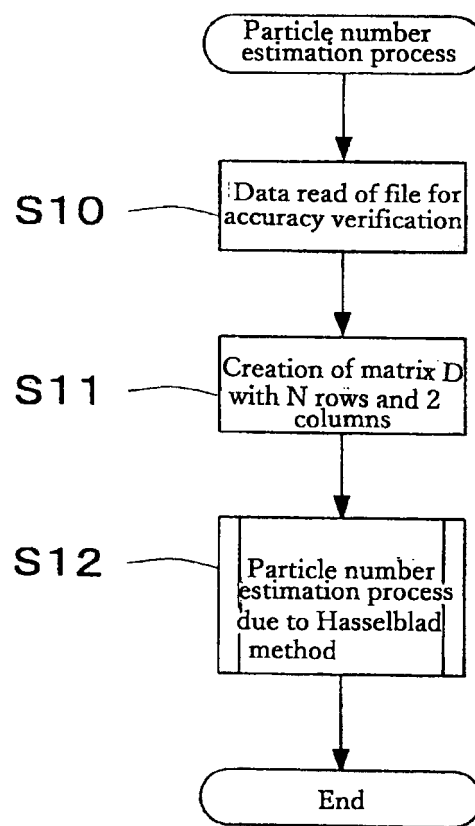 Particle number
estimation process
S10
Data read of file for
accuracy verification
S11
Creation of matrix D
with N rows and 2
columns
S12
Particle number
estimation process
due to Hasselblad
method
End